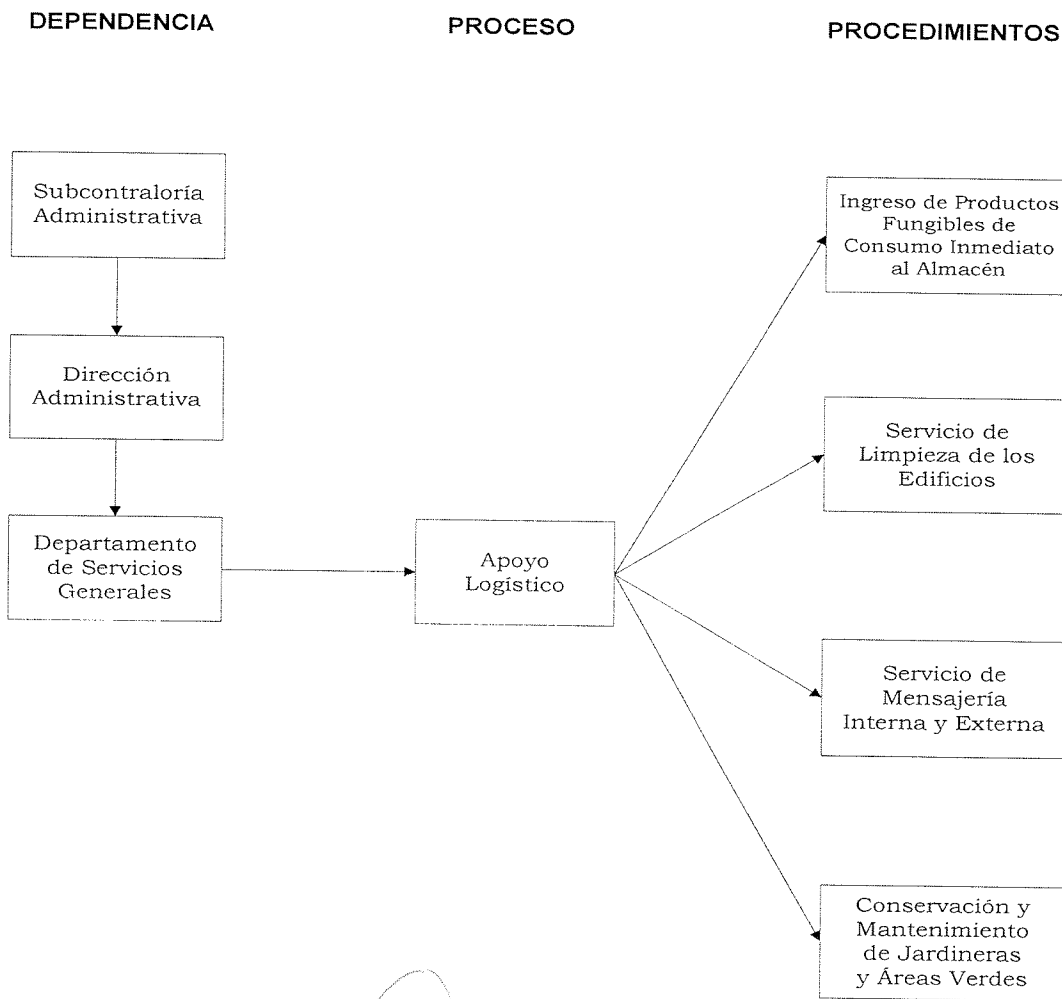 DEPENDENCIA
PROCESO
PROCEDIMIENTOS
Subcontraloría
Administrativa
Dirección
Administrativa
Departamento
de Servicios
Generales
Apoyo
Logístico
Ingreso de Productos
Fungibles de
Consumo Inmediato
al Almacén
Servicio de
Limpieza de los
Edificios
Servicio de
Mensajería
Interna y Externa
Conservación y
Mantenimiento
de Jardineras
y Áreas Verdes